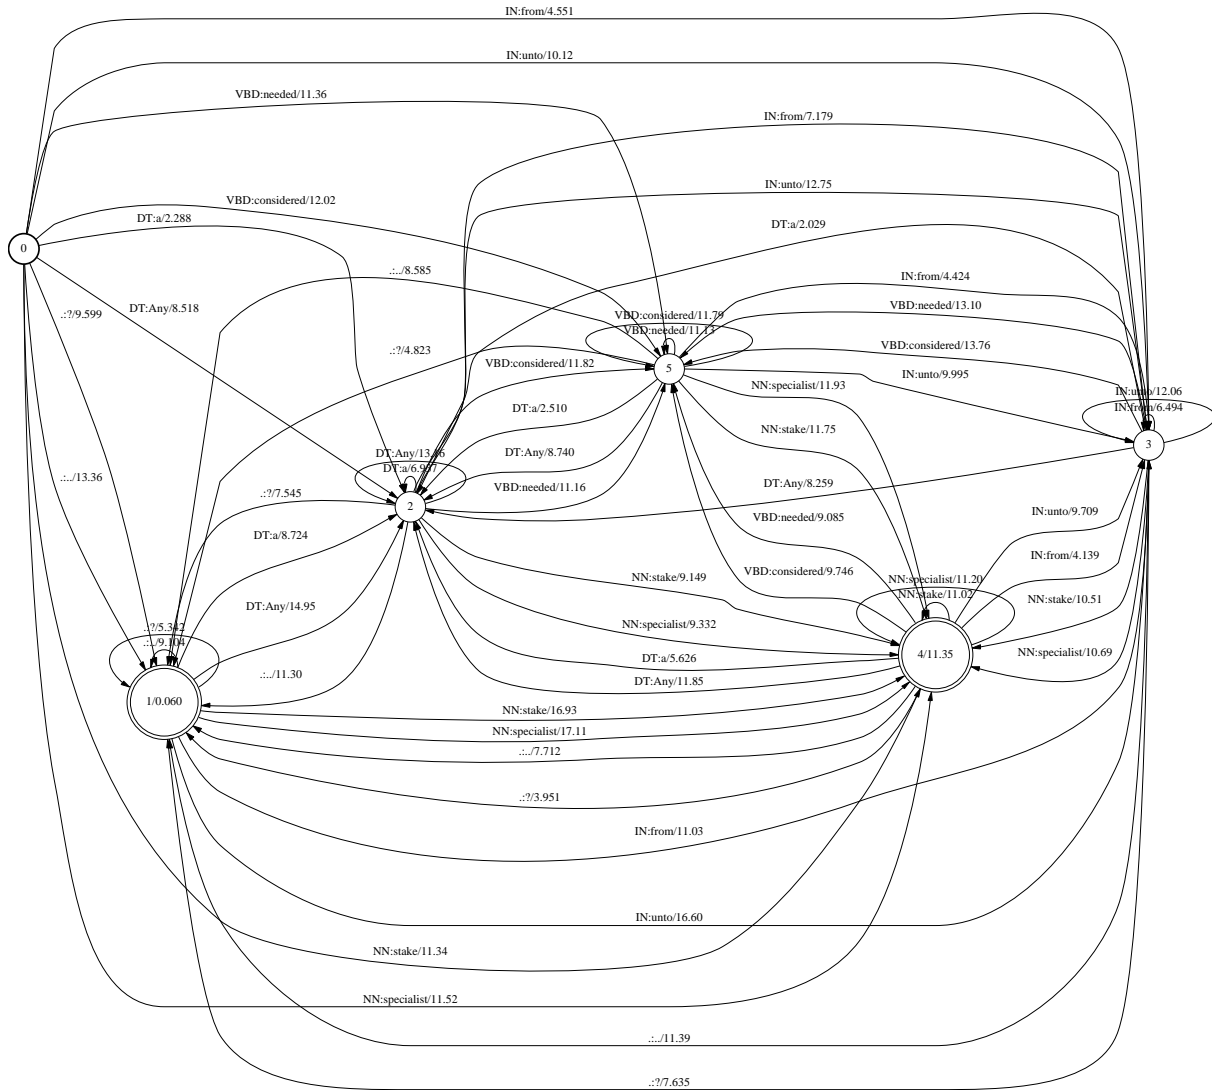 IN:from/4.551
IN:unto/10.12
VBD:needed/11.36
IN:from/7.179
IN:unto/12.75
VBD:considered/12.02
DT:a/2.288
DT:a/2.029
0
.:../8.585
IN:from/4.424
.:?/9.599
DT:Any/8.518
VBD:needed/13.10
VBD:considered/11.79
VBD:needed/11.13
.:?/4.823
VBD:considered/11.82
5
VBD:considered/13.76
IN:unto/9.995
NN:specialist/11.93
IN:unto/12.06
IN:from/6.494
DT:a/2.510
NN:stake/11.75
3
.:../13.36
DT:a/6.937
DT:Any/8.740
DT:Any/8.259
.:?/7.545
VBD:needed/11.16
2
IN:unto/9.709
VBD:needed/9.085
DT:a/8.724
IN:from/4.139
NN:stake/9.149
VBD:considered/9.746
NN:specialist/11.20
NN:stake/11.02
NN:stake/10.51
DT:Any/14.95
NN:specialist/9.332
.:?/5.342
.:../9.104
4/11.35
NN:specialist/10.69
DT:a/5.626
.:../11.30
DT:Any/11.85
1/0.060
NN:stake/16.93
NN:specialist/17.11
.:../7.712
.:?/3.951
IN:from/11.03
IN:unto/16.60
NN:stake/11.34
NN:specialist/11.52
.:../11.39
.:?/7.635